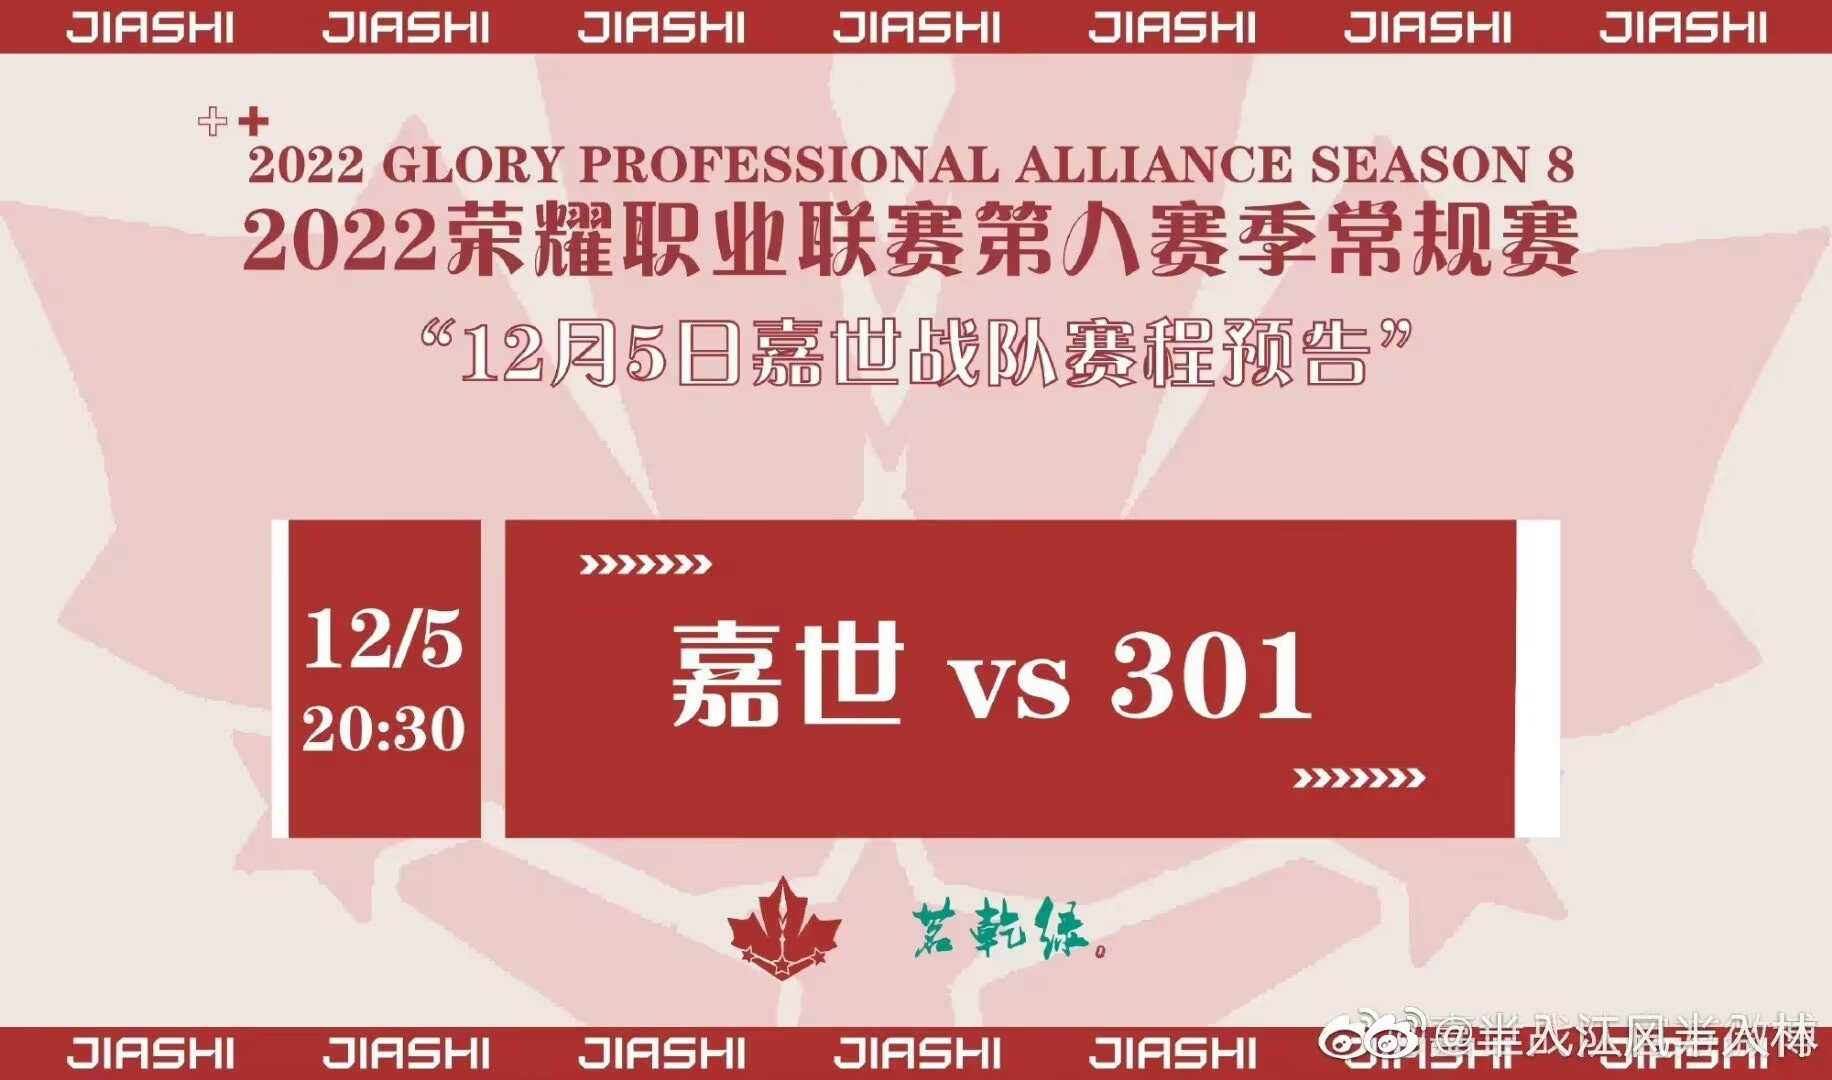 JIASHI JIASHI JIASHI JIASHI JIASHI JIASHI JIASHI
2022 GLORY PROFESSIONAL ALLIANCE SEASON 8
2022荣耀职业联赛第八赛季常规赛
“12月5日嘉世战队赛程预告”
12/5
20:30
嘉世 vs 301
茗乾绿
JIASHI JIASHI JIASHI JIASHI JIASHI JIASHI JIASHI